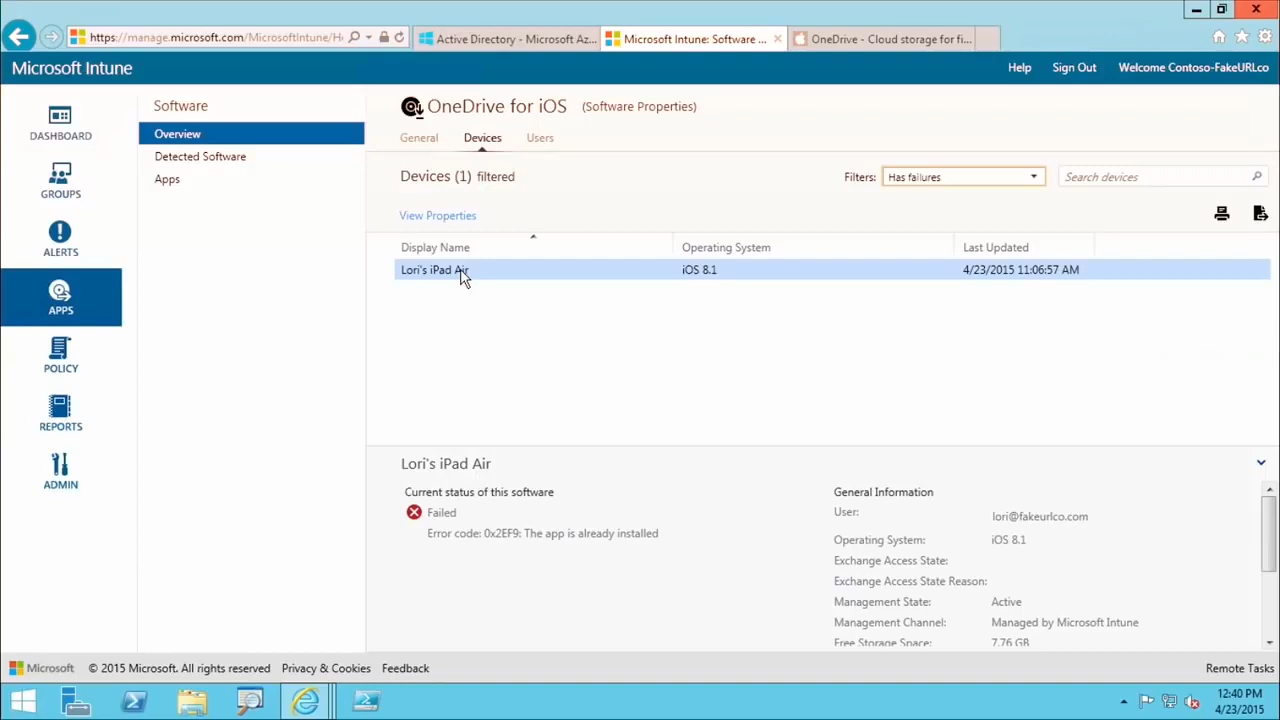 https://manage.microsoft.com/MicrosoftIntune/H
Active Directory - Microsoft Az...
Microsoft Intune: Software ...
OneDrive - Cloud storage for fi...
Microsoft Intune
Help
Sign Out
Welcome Contoso-FakeURLco
DASHBOARD
GROUPS
ALERTS
APPS
POLICY
REPORTS
ADMIN
Software
Overview
Detected Software
Apps
OneDrive for iOS (Software Properties)
General
Devices
Users
Devices (1) filtered
Filters:
Has failures
Search devices
View Properties
Display Name
Operating System
Last Updated
Lori's iPad Air
iOS 8.1
4/23/2015 11:06:57 AM
Lori's iPad Air
Current status of this software
Failed
Error code: 0x2EF9: The app is already installed
General Information
User: lori@fakeurlco.com
Operating System: iOS 8.1
Exchange Access State:
Exchange Access State Reason:
Management State: Active
Management Channel: Managed by Microsoft Intune
Free Storage Space: 7.76 GB
Microsoft © 2015 Microsoft. All rights reserved
Privacy & Cookies
Feedback
Remote Tasks
12:40 PM
4/23/2015